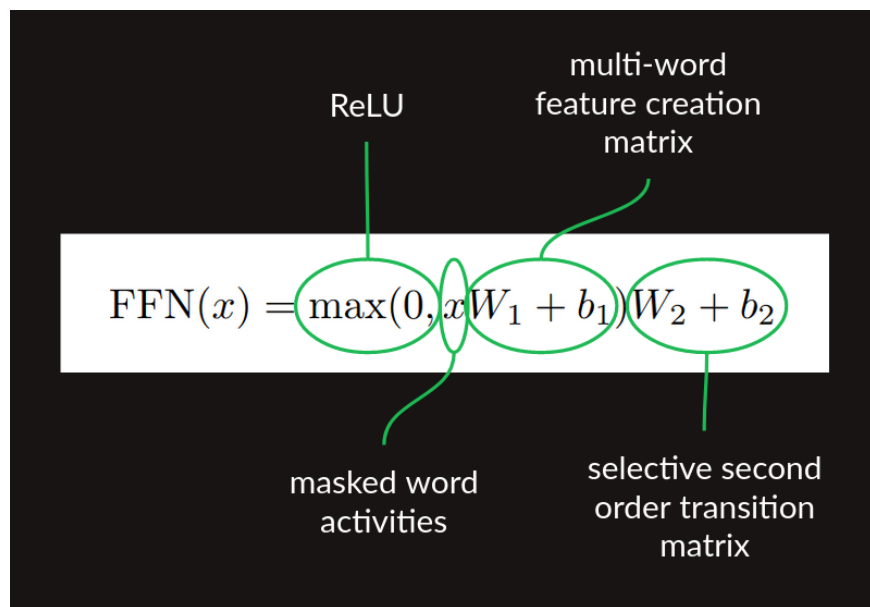 multi-word
feature creation
matrix
ReLU
FFN(x) = max(0, xW₁ + b₁)W₂ + b₂
masked word
activities
selective second
order transition
matrix